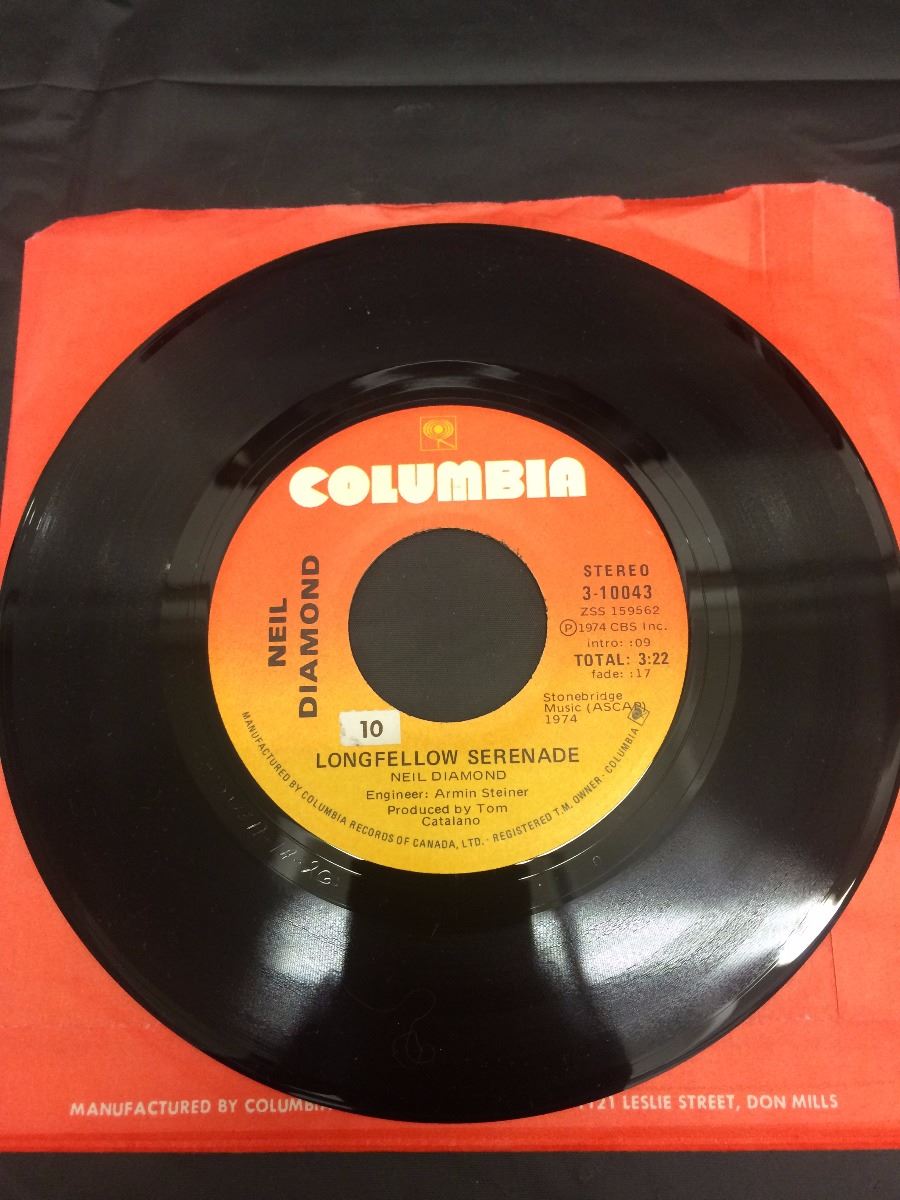 COLUMBIA
NEIL
DIAMOND
STEREO
3-10043
ZSS 159562
Ⓟ1974 CBS Inc.
intro: :09
TOTAL: 3:22
fade: :17
Stonebridge
Music (ASCAP)
1974
10
LONGFELLOW SERENADE
NEIL DIAMOND
Engineer: Armin Steiner
Produced by Tom
Catalano
MANUFACTURED BY COLUMBIA RECORDS OF CANADA, LTD. · REGISTERED T.M. OWNER · COLUMBIA
MANUFACTURED BY COLUMBIA 1121 LESLIE STREET, DON MILLS